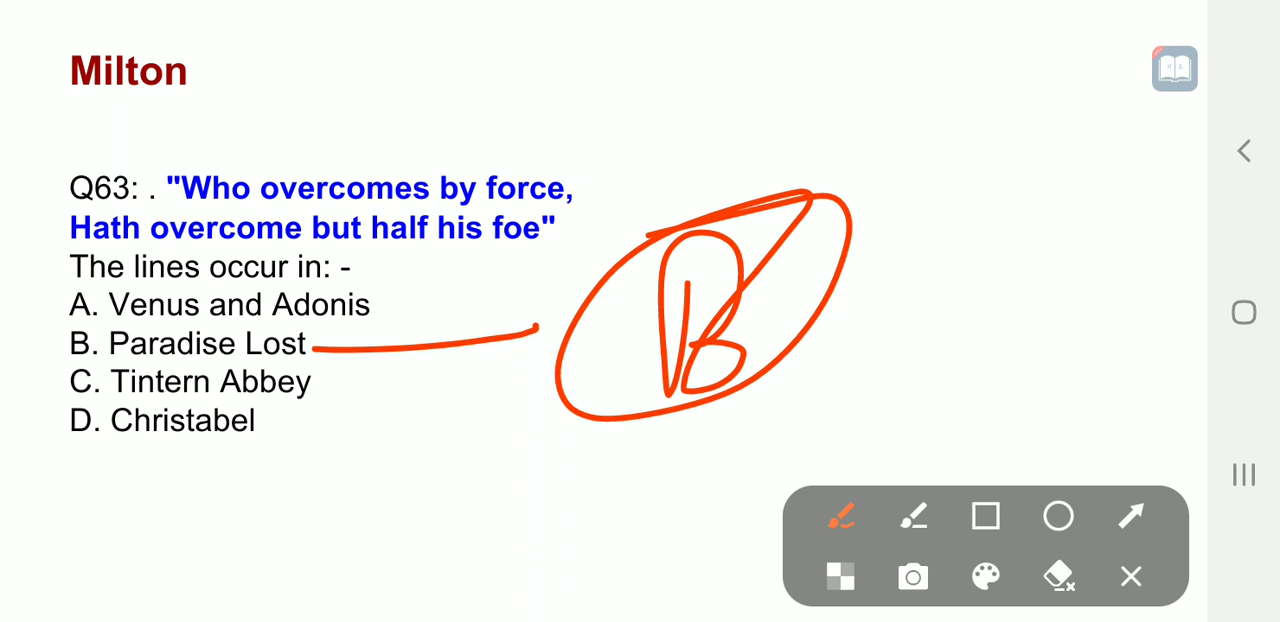 Milton
Q63: . "Who overcomes by force,
Hath overcome but half his foe"
The lines occur in: -
A. Venus and Adonis
B. Paradise Lost
C. Tintern Abbey
D. Christabel
B